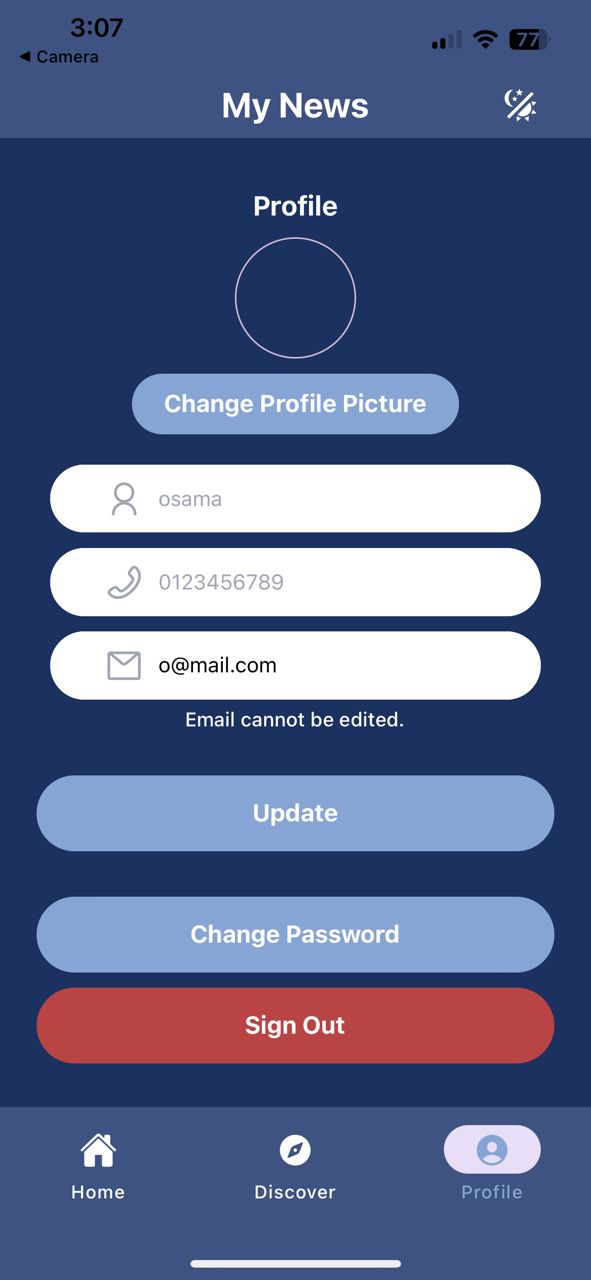 3:07
◀ Camera
77
My News
Profile
Change Profile Picture
osama
0123456789
o@mail.com
Email cannot be edited.
Update
Change Password
Sign Out
Home
Discover
Profile